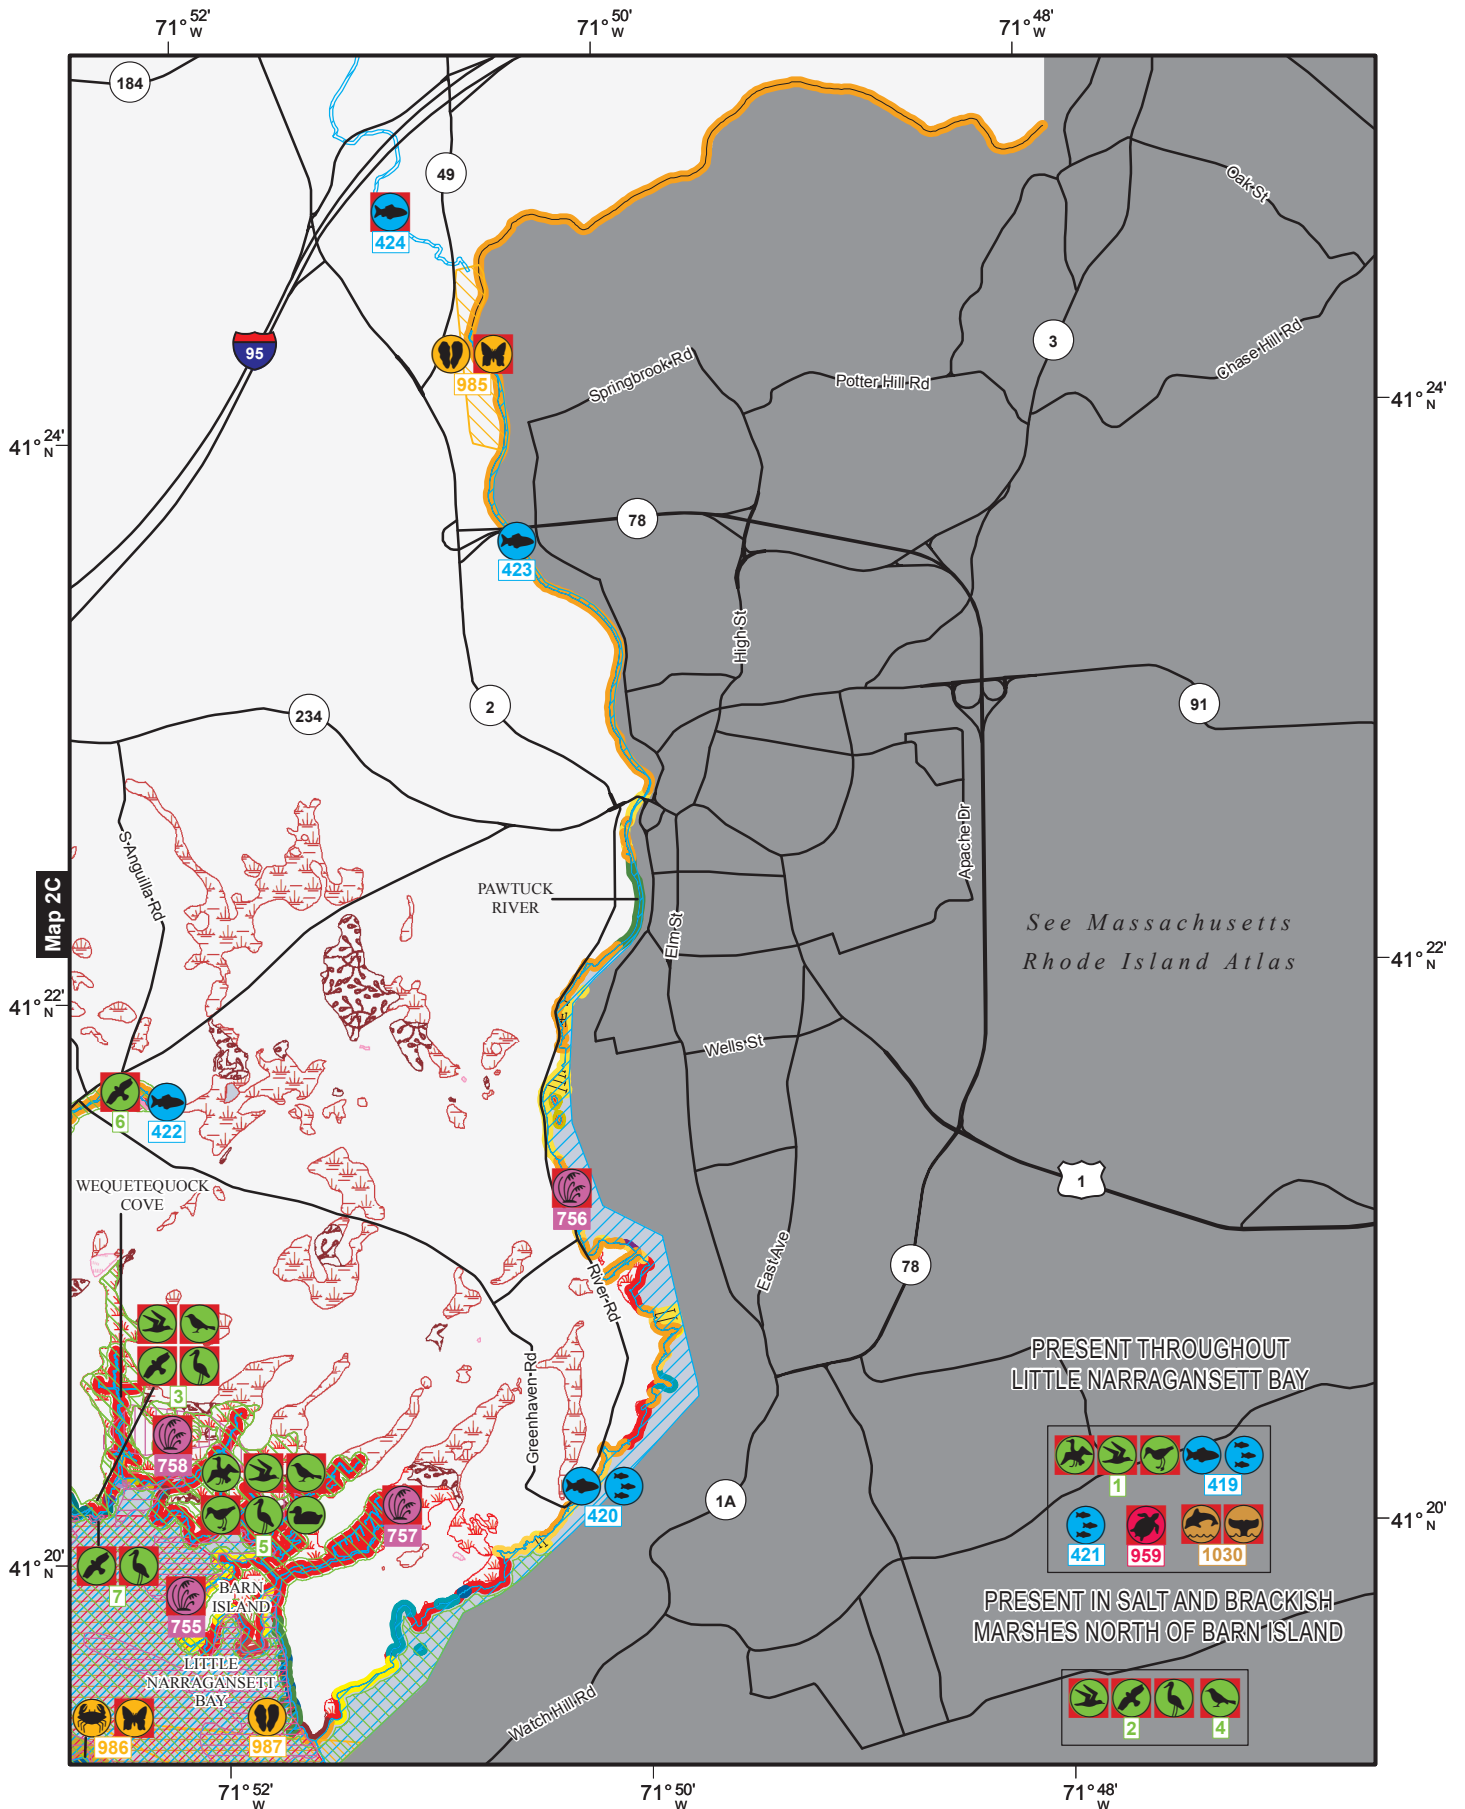 71° 52' W
71° 50' W
71° 48' W
184
49
424
95
985
3
Oak St
Chase Hill Rd
Springbrook Rd
Potter Hill Rd
41° 24' N
41° 24' N
78
423
High St
234
2
91
S Anguilla Rd
Apache Dr
PAWTUCK
RIVER
Elm St
Map 2C
See Massachusetts
Rhode Island Atlas
41° 22' N
41° 22' N
Wells St
6
422
WEQUETEQUOCK
COVE
756
1
East Ave
78
River Rd
3
Greenhaven Rd
PRESENT THROUGHOUT
LITTLE NARRAGANSETT BAY
758
1
419
5
757
420
1A
421
959
1030
41° 20' N
41° 20' N
7
755
BARN
ISLAND
PRESENT IN SALT AND BRACKISH
MARSHES NORTH OF BARN ISLAND
LITTLE
NARRAGANSETT
BAY
Watch Hill Rd
2
4
986
987
71° 52' W
71° 50' W
71° 48' W